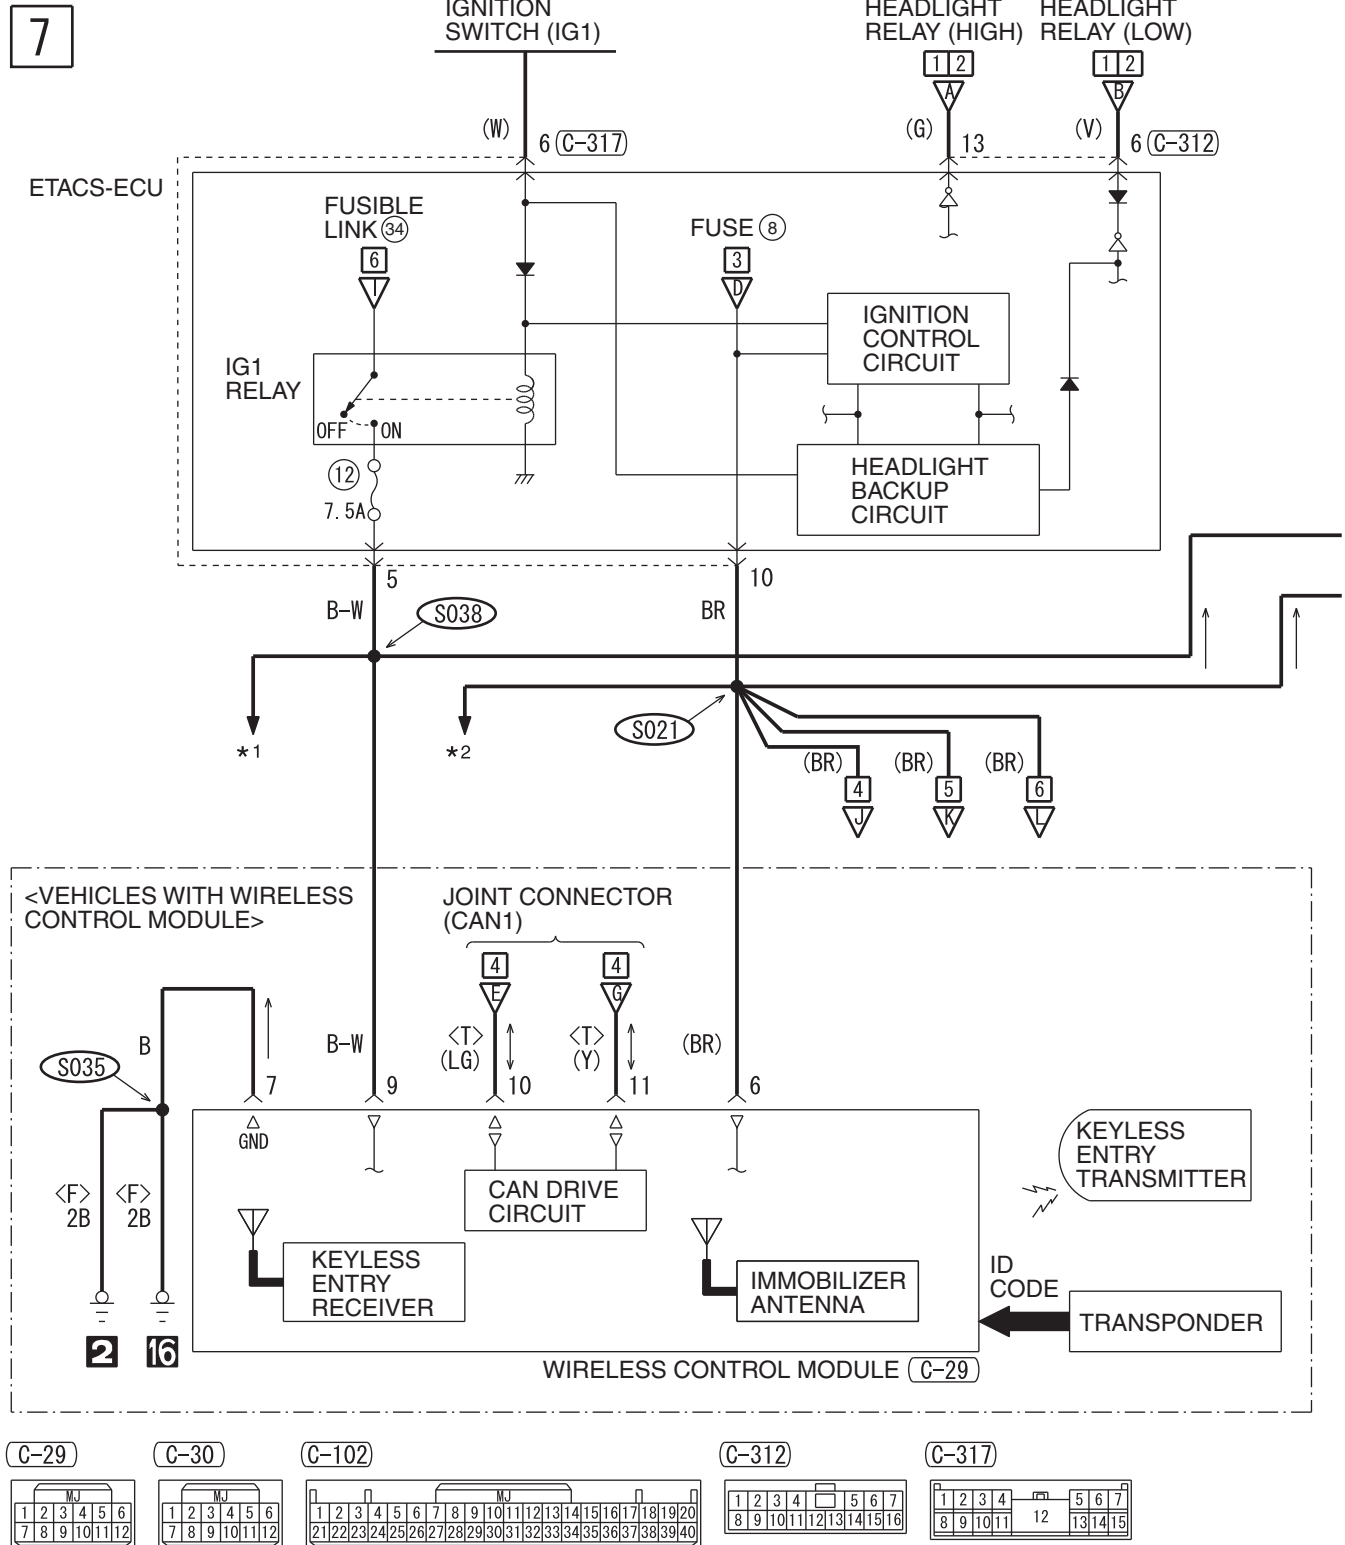 7
IGNITION
SWITCH (IG1)
HEADLIGHT
RELAY (HIGH)
HEADLIGHT
RELAY (LOW)
1 2
A
1 2
B
(W)
6 (C-317)
(G)
13
(V)
6 (C-312)
ETACS-ECU
FUSIBLE
LINK 34
6
I
FUSE 8
3
D
IGNITION
CONTROL
CIRCUIT
IG1
RELAY
OFF
ON
HEADLIGHT
BACKUP
CIRCUIT
12
7.5A
5
10
B-W
S038
BR
S021
*1
*2
(BR)
(BR)
(BR)
4
J
5
K
6
L
<VEHICLES WITH WIRELESS
CONTROL MODULE>
JOINT CONNECTOR
(CAN1)
4
E
4
G
B
B-W
<T>
(LG)
<T>
(Y)
(BR)
S035
7
9
10
11
6
GND
KEYLESS
ENTRY
TRANSMITTER
<F>
2B
<F>
2B
CAN DRIVE
CIRCUIT
KEYLESS
ENTRY
RECEIVER
IMMOBILIZER
ANTENNA
ID
CODE
TRANSPONDER
2
16
WIRELESS CONTROL MODULE C-29
C-29
C-30
C-102
C-312
C-317
MJ
1 2 3 4 5 6
7 8 9 10 11 12
MJ
1 2 3 4 5 6
7 8 9 10 11 12
MJ
1 2 3 4 5 6 7 8 9 10 11 12 13 14 15 16 17 18 19 20
21 22 23 24 25 26 27 28 29 30 31 32 33 34 35 36 37 38 39 40
1 2 3 4 5 6 7
8 9 10 11 12 13 14 15 16
1 2 3 4 5 6 7
8 9 10 11 12 13 14 15